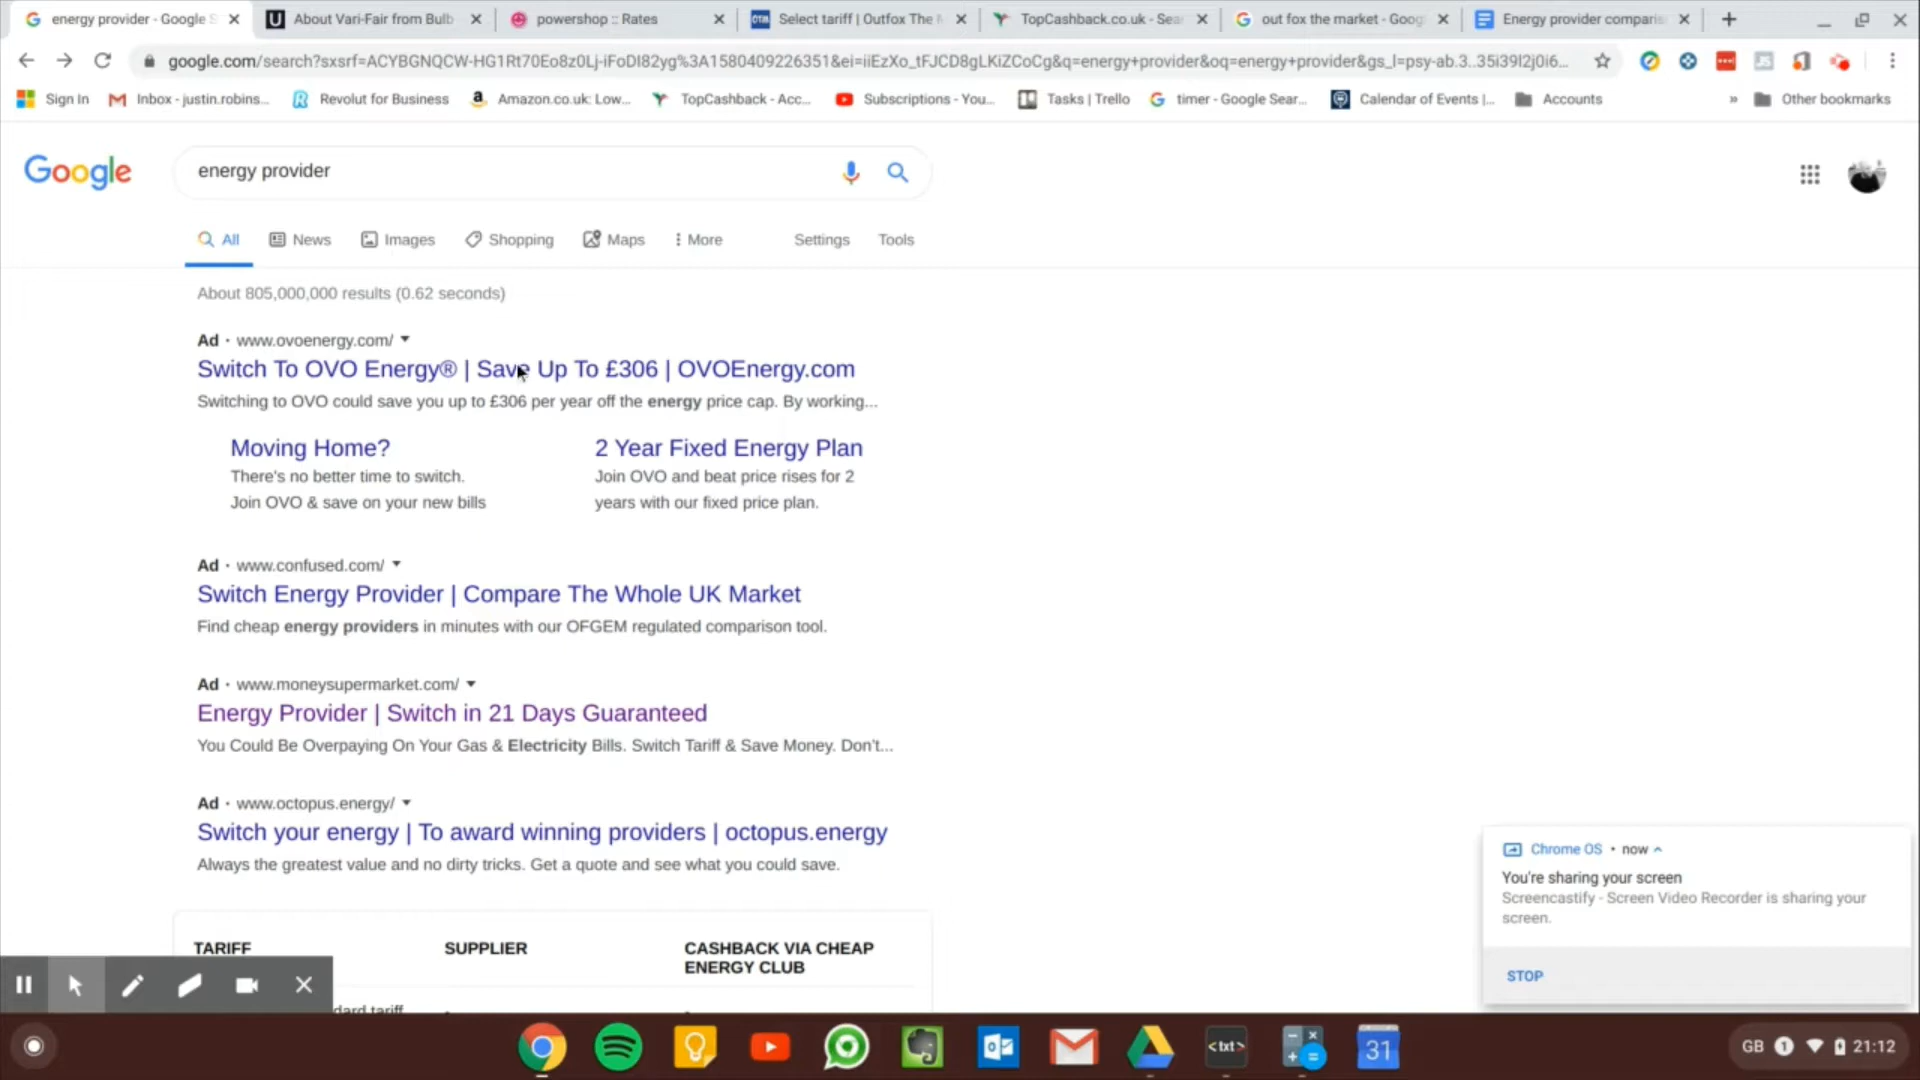 energy provider - Google S
About Vari-Fair from Bulb
powershop :: Rates
Select tariff | Outfox The M
TopCashback.co.uk - Sea
out fox the market - Goog
Energy provider comparis
google.com/search?sxsrf=ACYBGNQCW-HG1Rt70Eo8z0Lj-iFoDI82yg%3A1580409226351&ei=iiEzXo_tFJCD8gLKiZCoCg&q=energy+provider&oq=energy+provider&gs_l=psy-ab.3..35i39l2j0i6...
Sign In
Inbox - justin.robins...
Revolut for Business
Amazon.co.uk: Low...
TopCashback - Acc...
Subscriptions - You...
Tasks | Trello
timer - Google Sear...
Calendar of Events |...
Accounts
»
Other bookmarks
Google
energy provider
All
News
Images
Shopping
Maps
More
Settings
Tools
About 805,000,000 results (0.62 seconds)
Ad · www.ovoenergy.com/
Switch To OVO Energy® | Save Up To £306 | OVOEnergy.com
Switching to OVO could save you up to £306 per year off the energy price cap. By working...
Moving Home?
There's no better time to switch.
Join OVO & save on your new bills
2 Year Fixed Energy Plan
Join OVO and beat price rises for 2
years with our fixed price plan.
Ad · www.confused.com/
Switch Energy Provider | Compare The Whole UK Market
Find cheap energy providers in minutes with our OFGEM regulated comparison tool.
Ad · www.moneysupermarket.com/
Energy Provider | Switch in 21 Days Guaranteed
You Could Be Overpaying On Your Gas & Electricity Bills. Switch Tariff & Save Money. Don't...
Ad · www.octopus.energy/
Switch your energy | To award winning providers | octopus.energy
Always the greatest value and no dirty tricks. Get a quote and see what you could save.
TARIFF
SUPPLIER
CASHBACK VIA CHEAP
ENERGY CLUB
dard tariff
Chrome OS • now
You're sharing your screen
Screencastify - Screen Video Recorder is sharing your
screen.
STOP
<txt>
31
GB
1
21:12